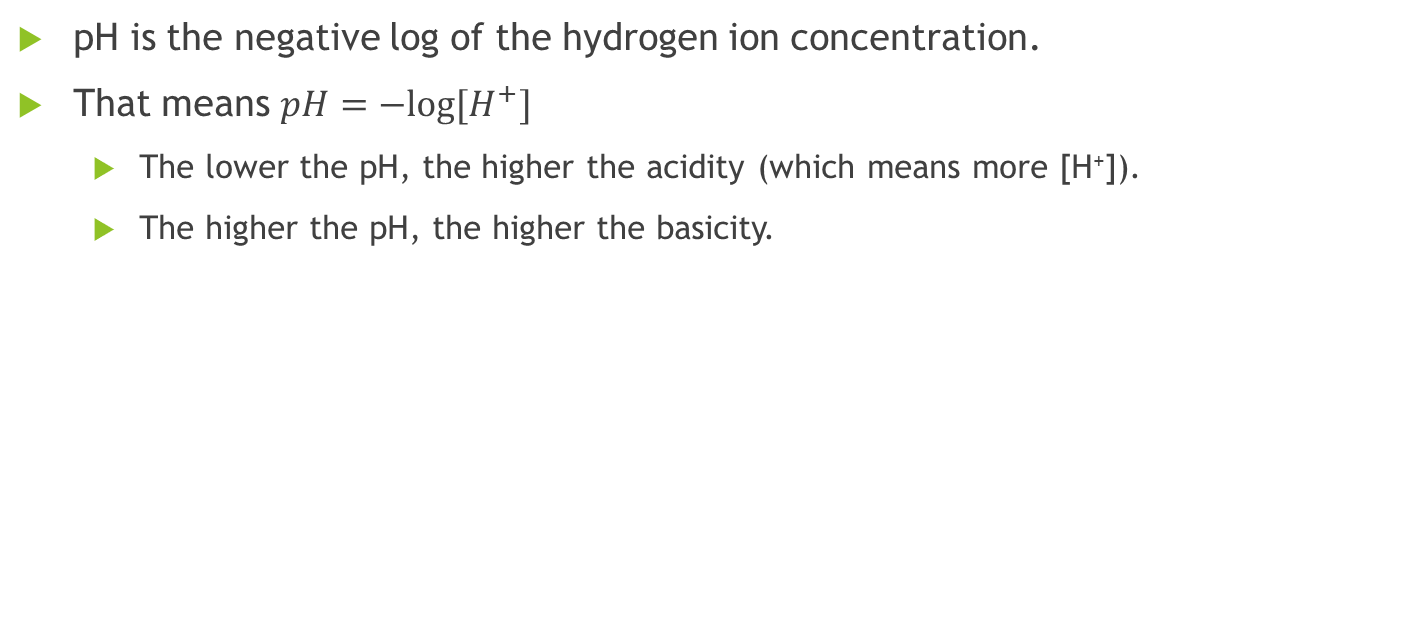 pH is the negative log of the hydrogen ion concentration.
That means pH = −log[H⁺]
The lower the pH, the higher the acidity (which means more [H⁺]).
The higher the pH, the higher the basicity.